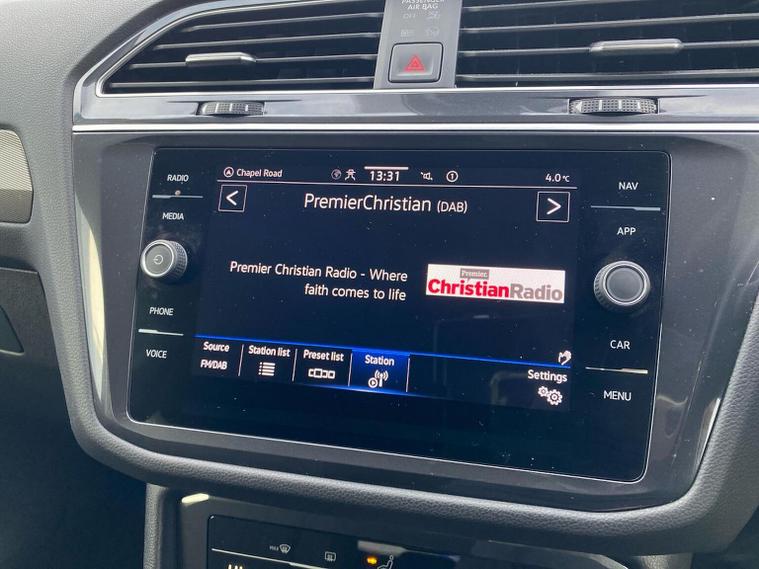 PASSENGER
AIR BAG
OFF
RADIO
MEDIA
PHONE
VOICE
Chapel Road
13:31
4.0 °C
< PremierChristian (DAB) >
Premier Christian Radio - Where
faith comes to life
Premier.
ChristianRadio
Source
FM/DAB
Station list
Preset list
Station
Settings
NAV
APP
CAR
MENU
MAX